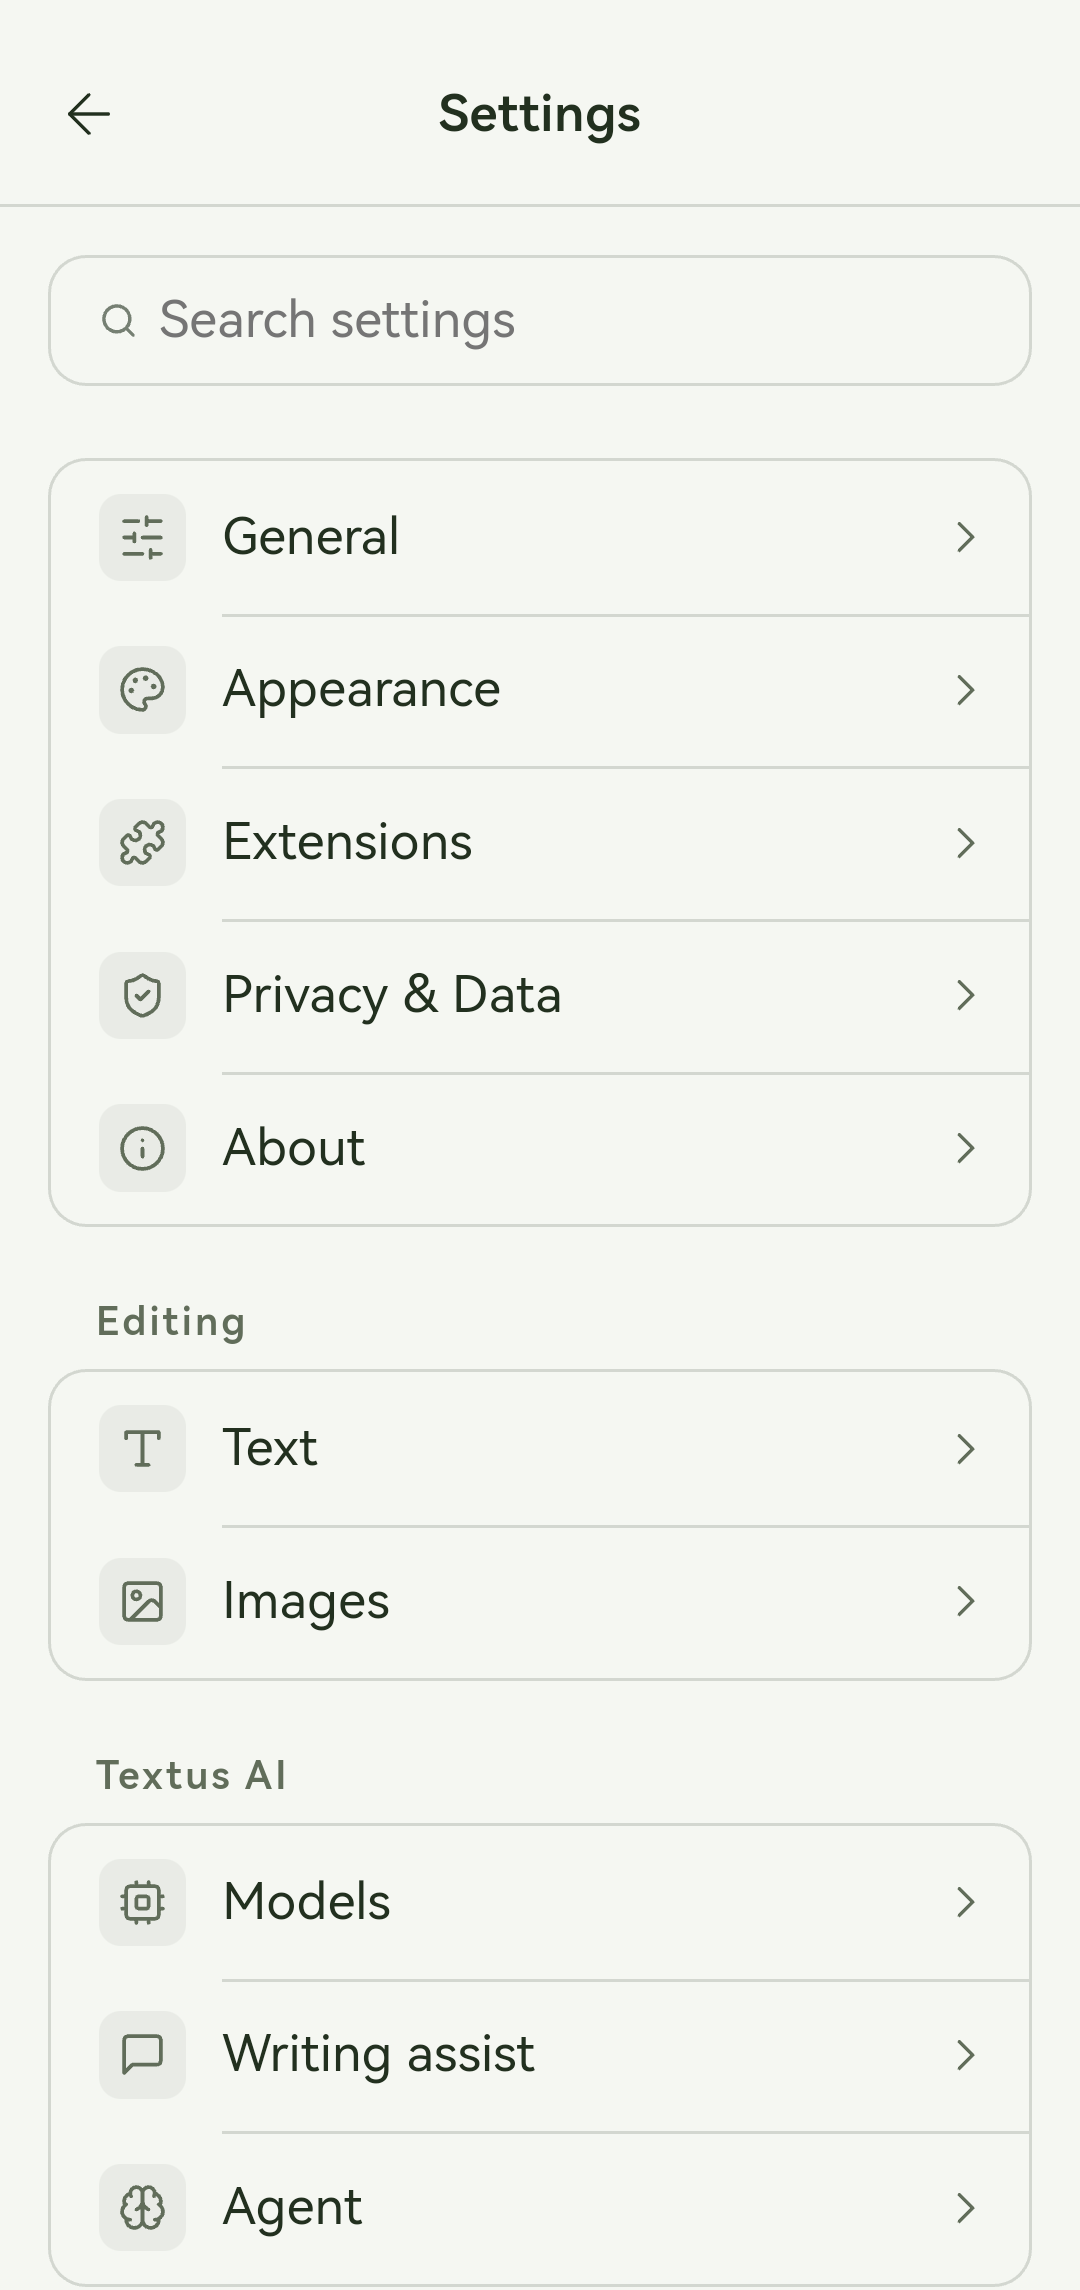 Settings
Search settings
General
Appearance
Extensions
Privacy & Data
About
Editing
Text
Images
Textus AI
Models
Writing assist
Agent